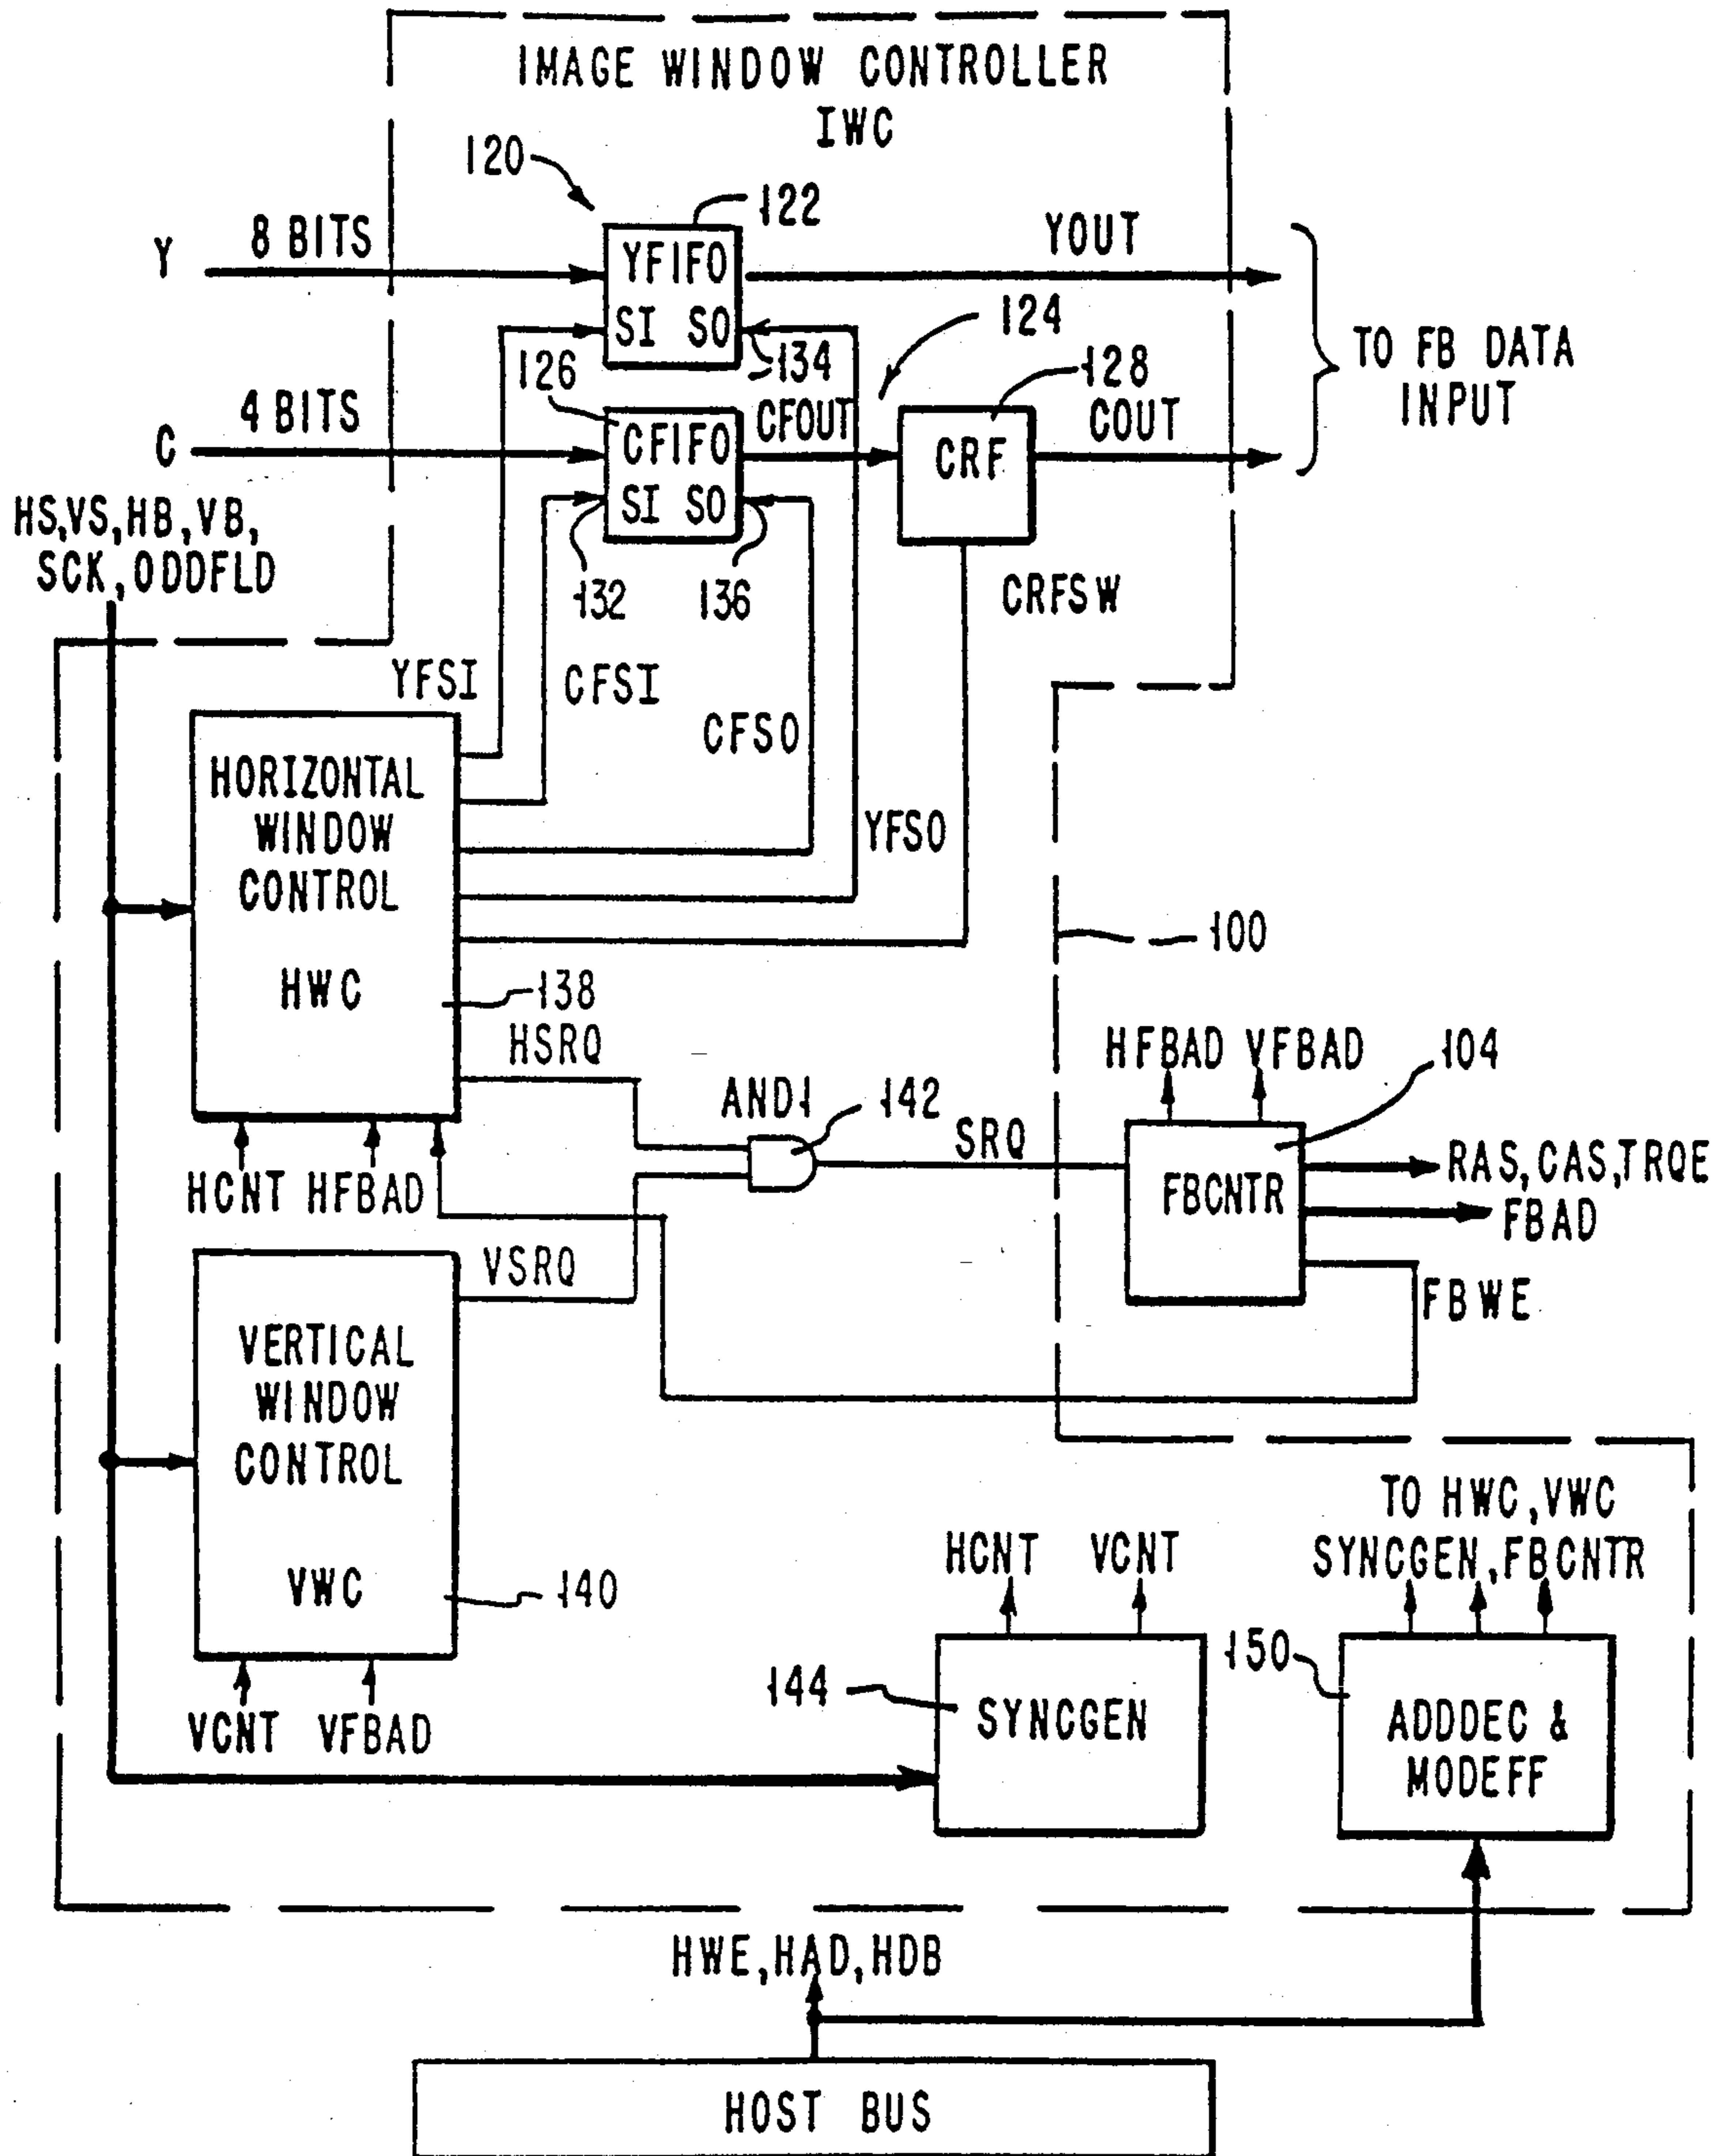 IMAGE WINDOW CONTROLLER
IWC
120
122
Y
8 BITS
YFIFO
SI SO
YOUT
134
124
TO FB DATA
INPUT
126
C
4 BITS
CFIFO
SI SO
CFOUT
128
CRF
COUT
132
136
CRFSW
HS,VS,HB,VB,
SCK,ODDFLD
YFSI
CFSI
CFSO
YFSO
HORIZONTAL
WINDOW
CONTROL
HWC
138
100
HSRQ
HCNT HFBAD
AND1
142
SRQ
HFBAD VFBAD
104
FBCNTR
RAS,CAS,TRQE
FBAD
FBWE
VSRQ
VERTICAL
WINDOW
CONTROL
VWC
140
VCNT VFBAD
HCNT VCNT
144
SYNCGEN
TO HWC,VWC
SYNCGEN,FBCNTR
150
ADDDEC &
MODEFF
HWE,HAD,HDB
HOST BUS